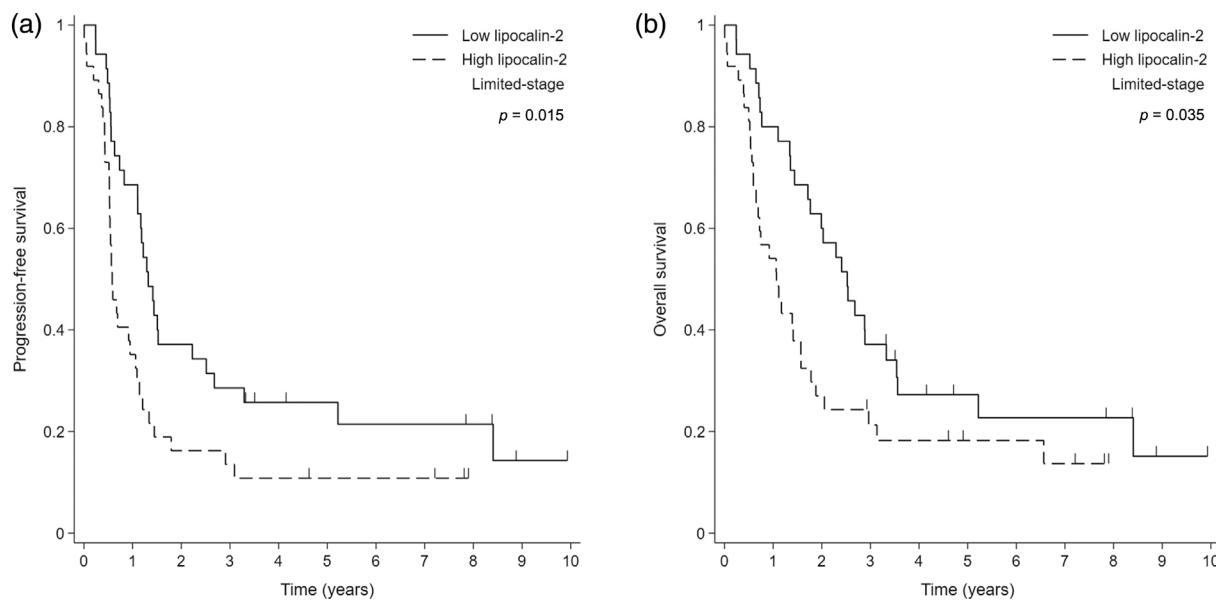 (a)
Progression-free survival
1
0.8
0.6
0.4
0.2
0
Low lipocalin-2
High lipocalin-2
Limited-stage
p = 0.015
0 1 2 3 4 5 6 7 8 9 10
Time (years)
(b)
Overall survival
1
0.8
0.6
0.4
0.2
0
Low lipocalin-2
High lipocalin-2
Limited-stage
p = 0.035
0 1 2 3 4 5 6 7 8 9 10
Time (years)